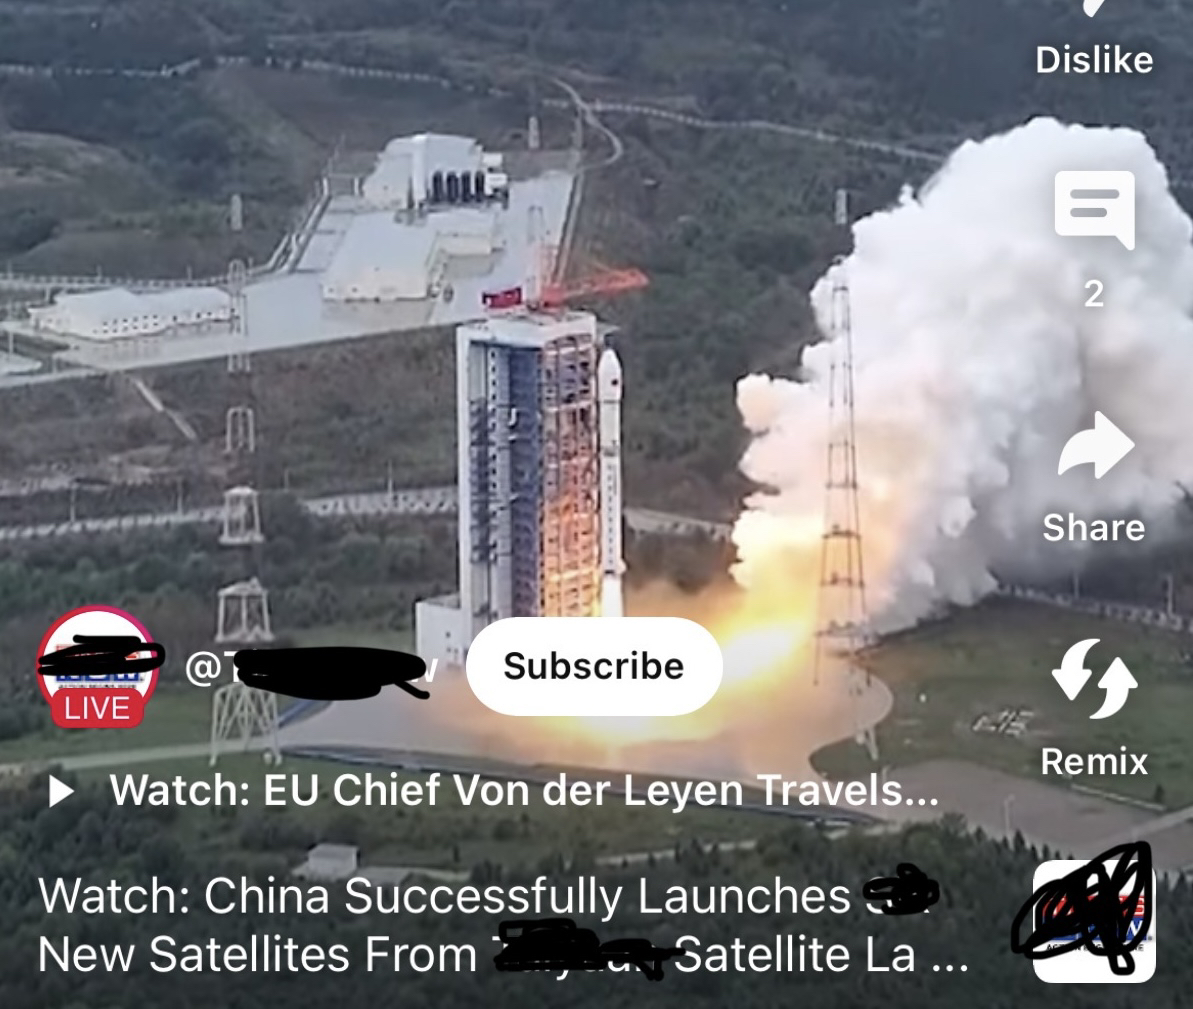 Dislike
2
Share
Subscribe
LIVE
Remix
Watch: EU Chief Von der Leyen Travels...
Watch: China Successfully Launches
New Satellites From Satellite La ...